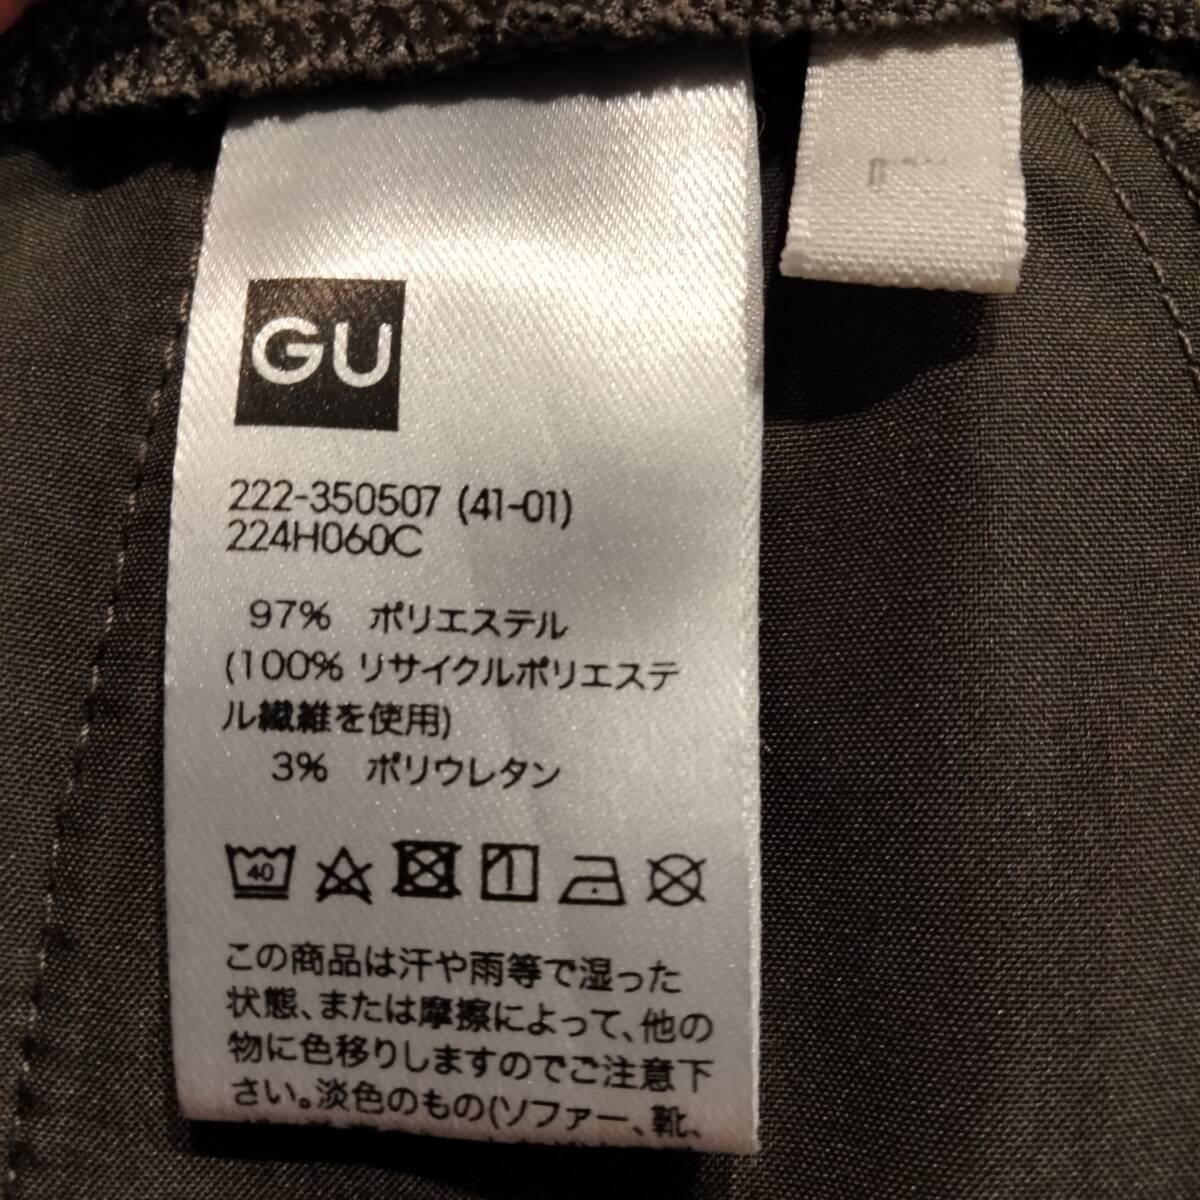 GU
222-350507 (41-01)
224H060C
97% ポリエステル
(100% リサイクルポリエステ
ル繊維を使用)
3% ポリウレタン
40
この商品は汗や雨等で湿った
状態、または摩擦によって、他の
物に色移りしますのでご注意下
さい。淡色のもの(ソファー、靴、